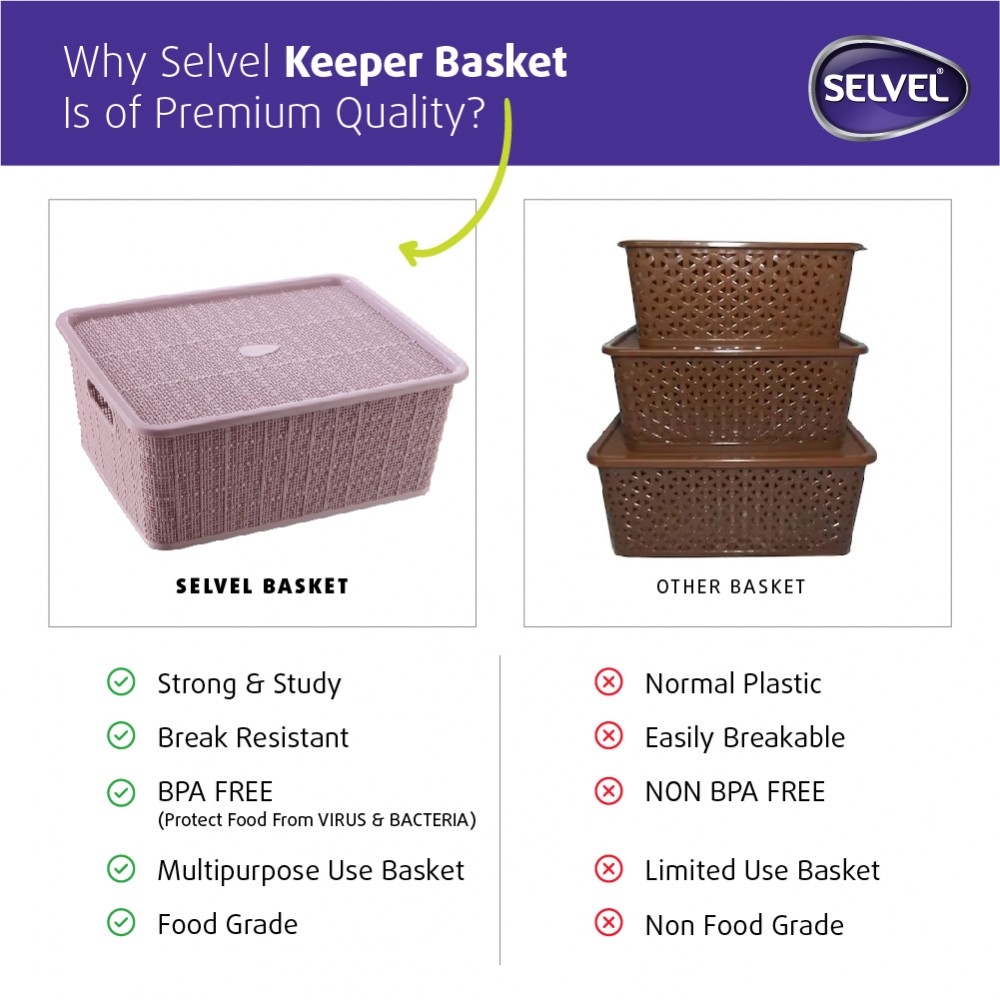 Why Selvel Keeper Basket
Is of Premium Quality?
SELVEL®
SELVEL BASKET
OTHER BASKET
Strong & Study
Break Resistant
BPA FREE
(Protect Food From VIRUS & BACTERIA)
Multipurpose Use Basket
Food Grade
Normal Plastic
Easily Breakable
NON BPA FREE
Limited Use Basket
Non Food Grade